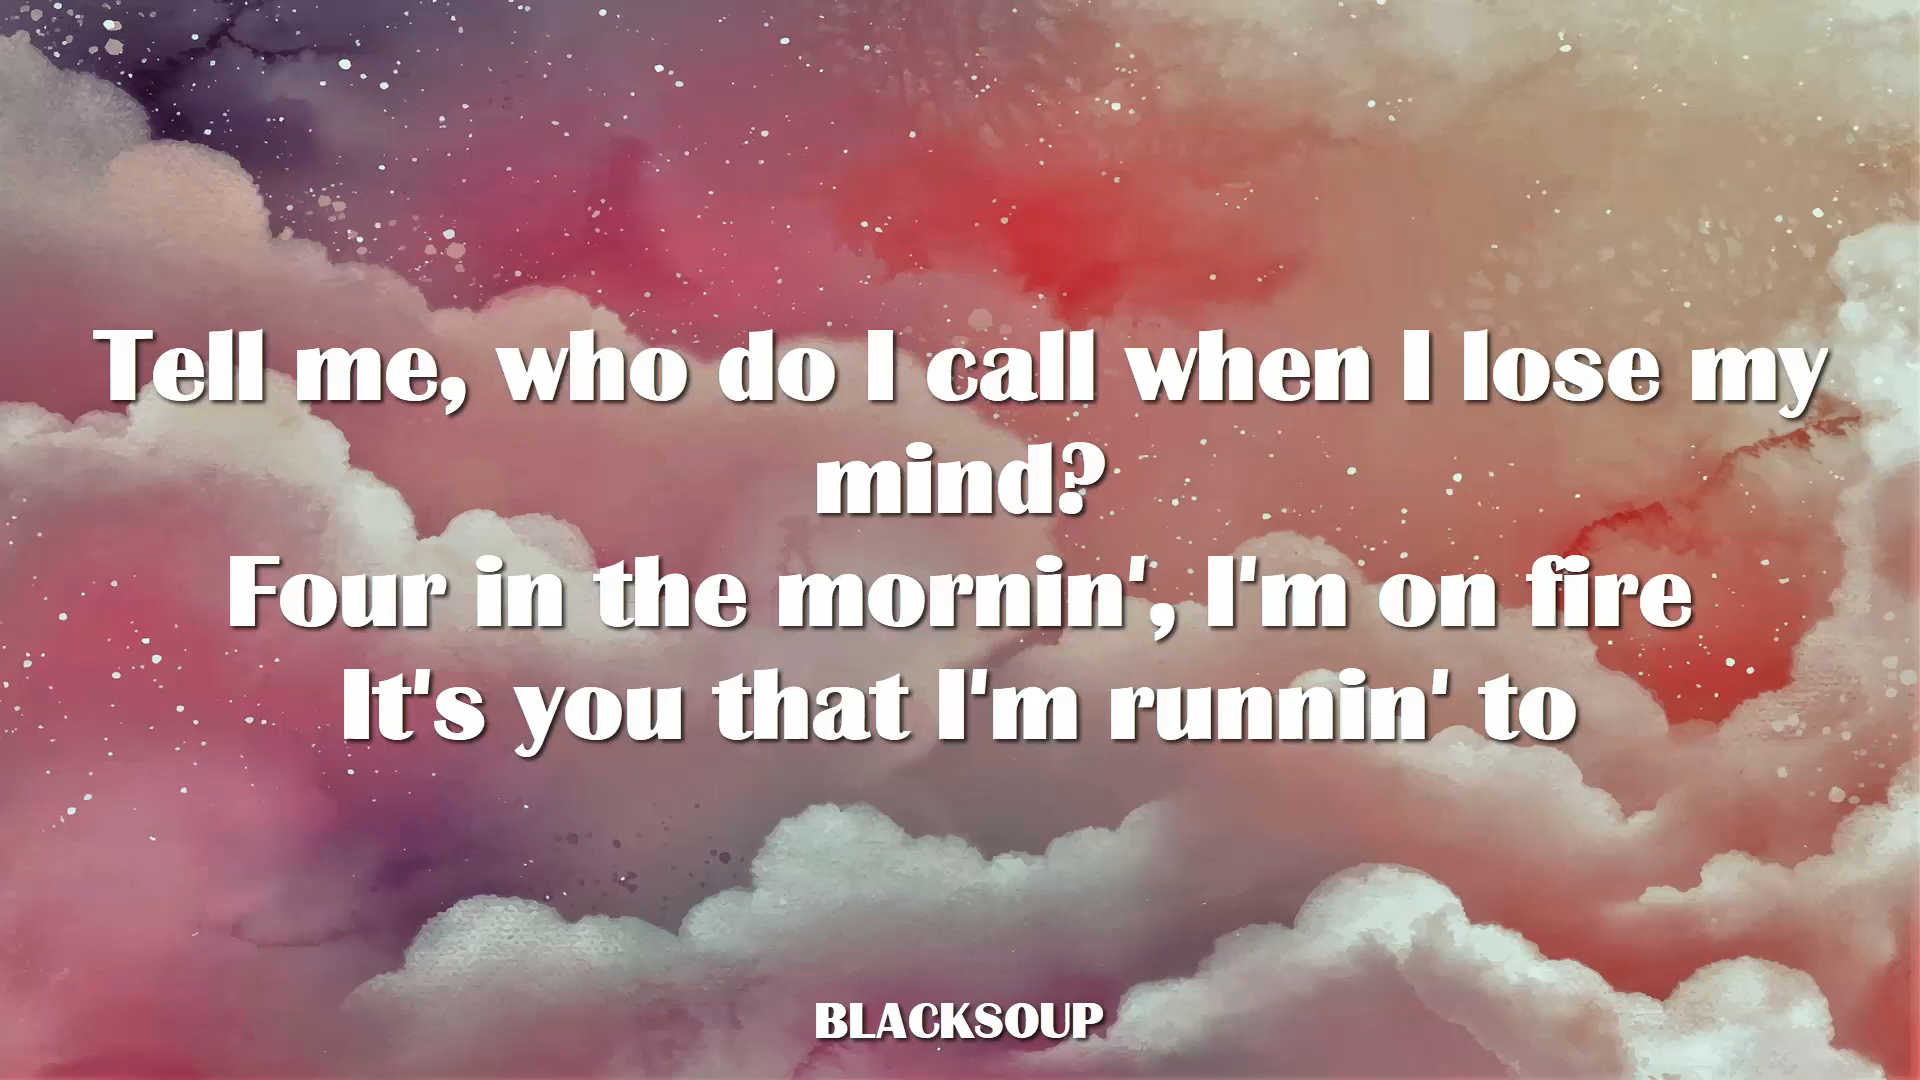 Tell me, who do I call when I lose my
mind?
Four in the mornin', I'm on fire
It's you that I'm runnin' to
BLACKSOUP